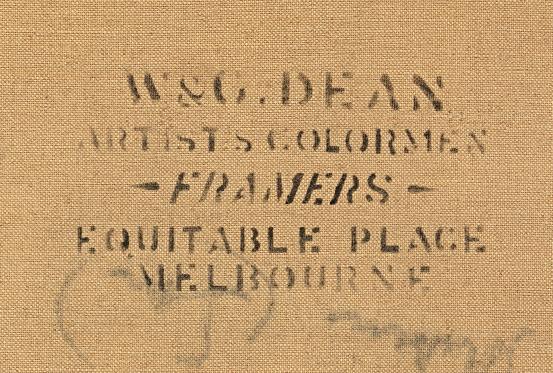 W&G. DEAN
ARTISTS COLORMEN
- FRAMERS -
EQUITABLE PLACE
MELBOURNE